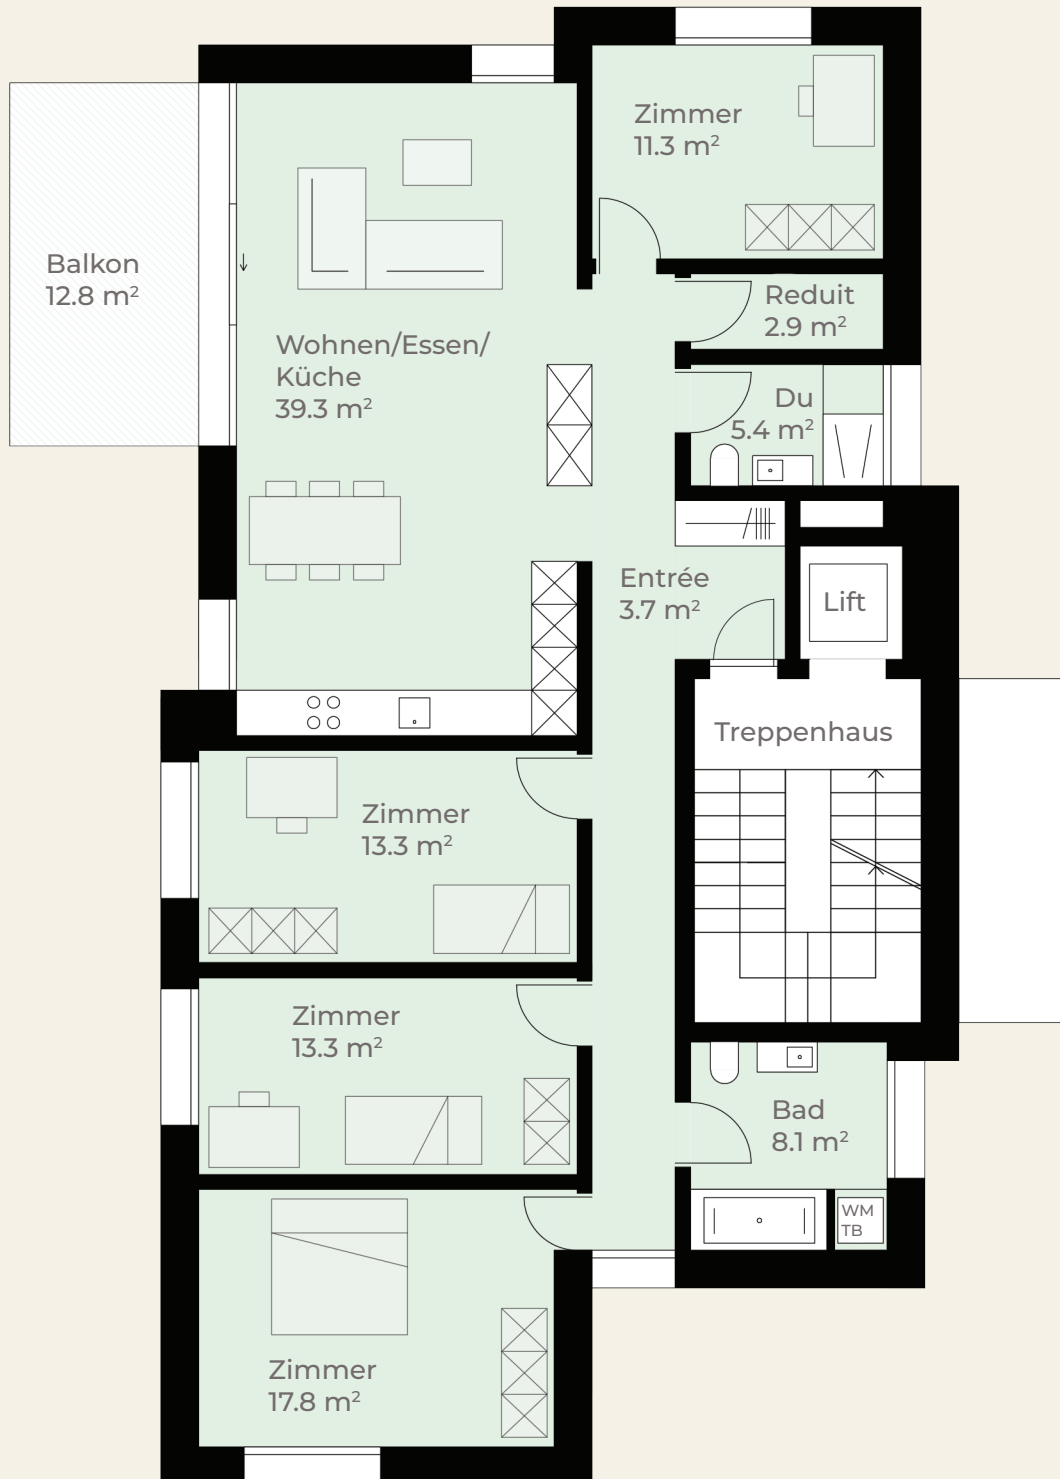 Zimmer
11.3 m²
Balkon
12.8 m²
Reduit
2.9 m²
Wohnen/Essen/
Küche
39.3 m²
Du
5.4 m²
Entrée
3.7 m²
Lift
Treppenhaus
Zimmer
13.3 m²
Zimmer
13.3 m²
Bad
8.1 m²
WM
TB
Zimmer
17.8 m²